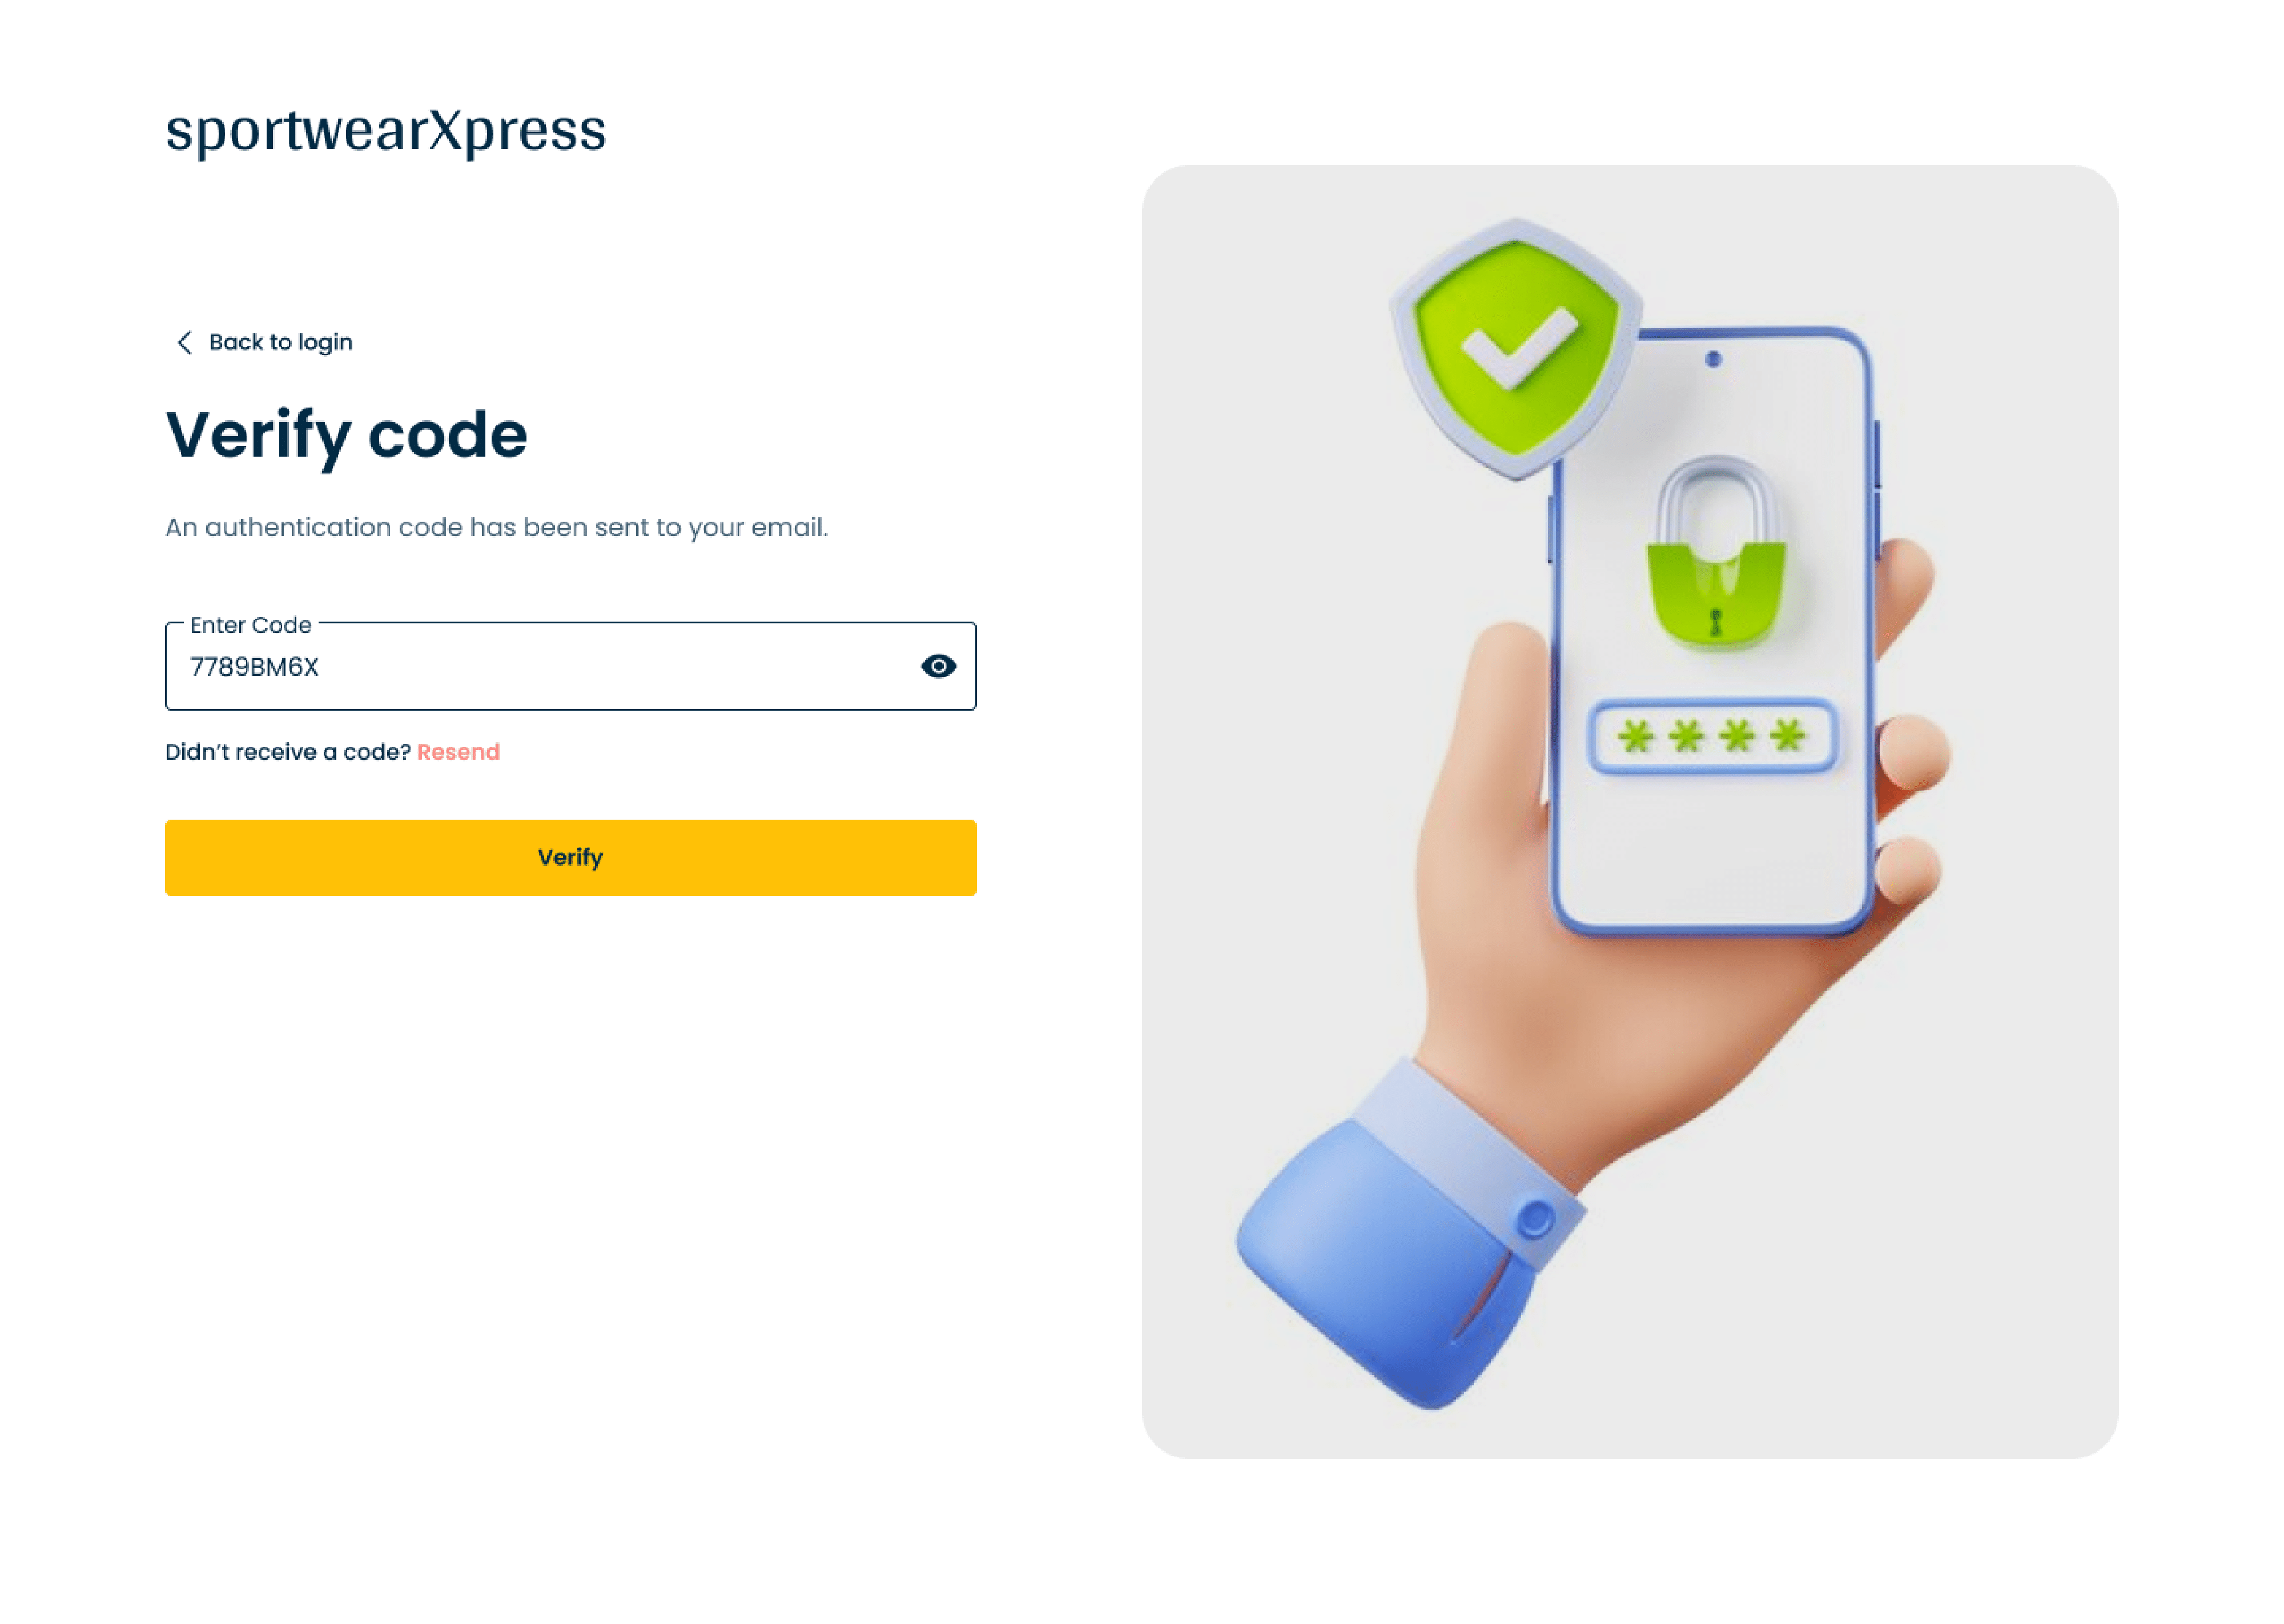 sportwearXpress
Back to login
Verify code
An authentication code has been sent to your email.
Enter Code
7789BM6X
Didn’t receive a code? Resend
Verify
****